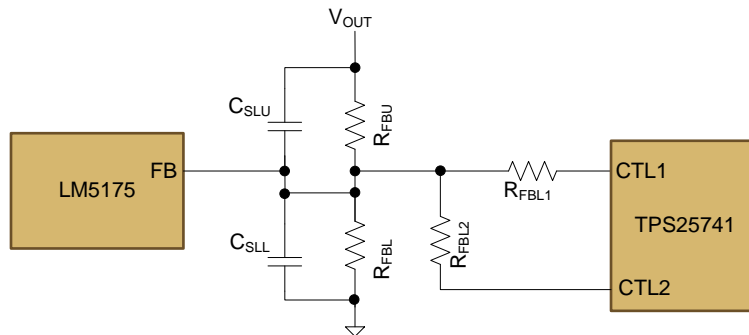 VOUT
CSLU
RFBU
LM5175
FB
RFBL1
CTL1
TPS25741
RFBL2
CSLL
RFBL
CTL2